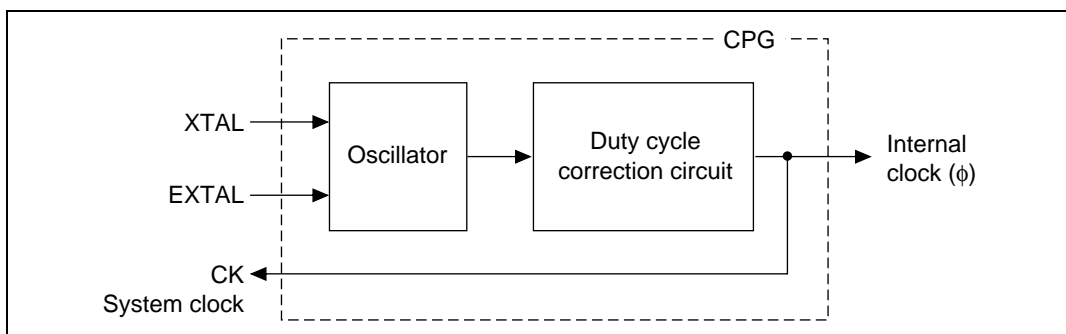 CPG
XTAL
EXTAL
Oscillator
Duty cycle
correction circuit
Internal
clock (ϕ)
CK
System clock